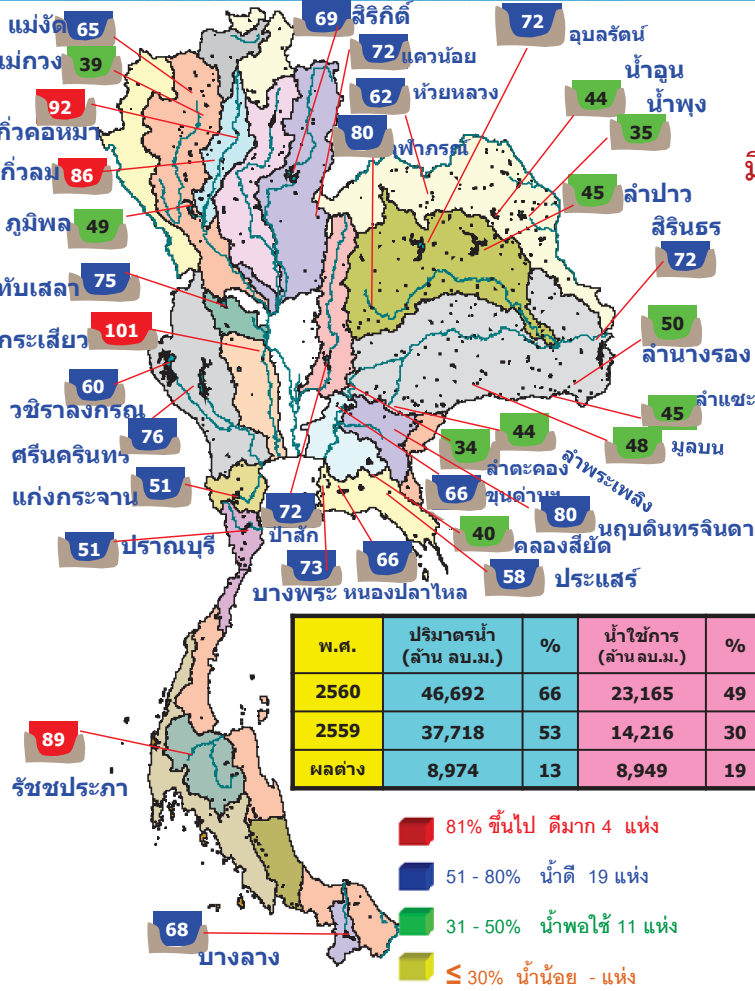 แม่งัด 65
69 สิริกิติ์
72 อุบลรัตน์
แม่กวง 39
72 แควน้อย
น้ำอูน
44
92
62 ห้วยหลวง
น้ำพุง
35
กิ่วคอหมา
80 จุฬาภรณ์
กิ่วลม 86
45 ลำปาว
ภูมิพล 49
สิรินธร
72
ทับเสลา 75
กระเสียว 101
50
ลำนางรอง
60
วชิราลงกรณ
45 ลำแชะ
76
ศรีนครินทร์
34
44
48 มูลบน
ลำตะคอง
ลำพระเพลิง
แก่งกระจาน 51
66 ขุนด่านฯ
72
ป่าสัก
80 นฤบดินทรจินดา
51 ปราณบุรี
40 คลองสียัด
73
บางพระ
66
หนองปลาไหล
58 ประแสร์
พ.ศ. ปริมาตรน้ำ (ล้าน ลบ.ม.) % น้ำใช้การ (ล้าน ลบ.ม.) %
2560 46,692 66 23,165 49
2559 37,718 53 14,216 30
ผลต่าง 8,974 13 8,949 19
89
รัชชประภา
81% ขึ้นไป ดีมาก 4 แห่ง
51 - 80% น้ำดี 19 แห่ง
31 - 50% น้ำพอใช้ 11 แห่ง
≤ 30% น้ำน้อย - แห่ง
68
บางลาง